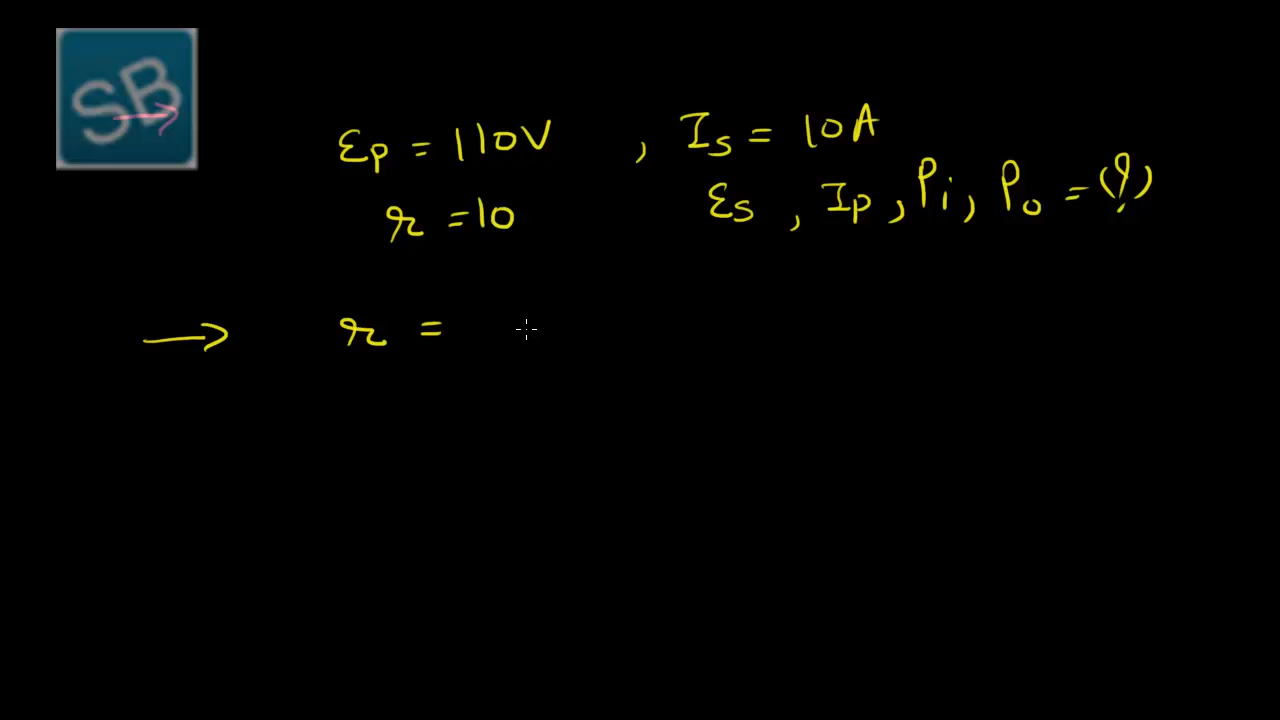 SB
εp = 110V , Is = 10A
r = 10
εs , Ip , Pi , Po = (?)
→ r =